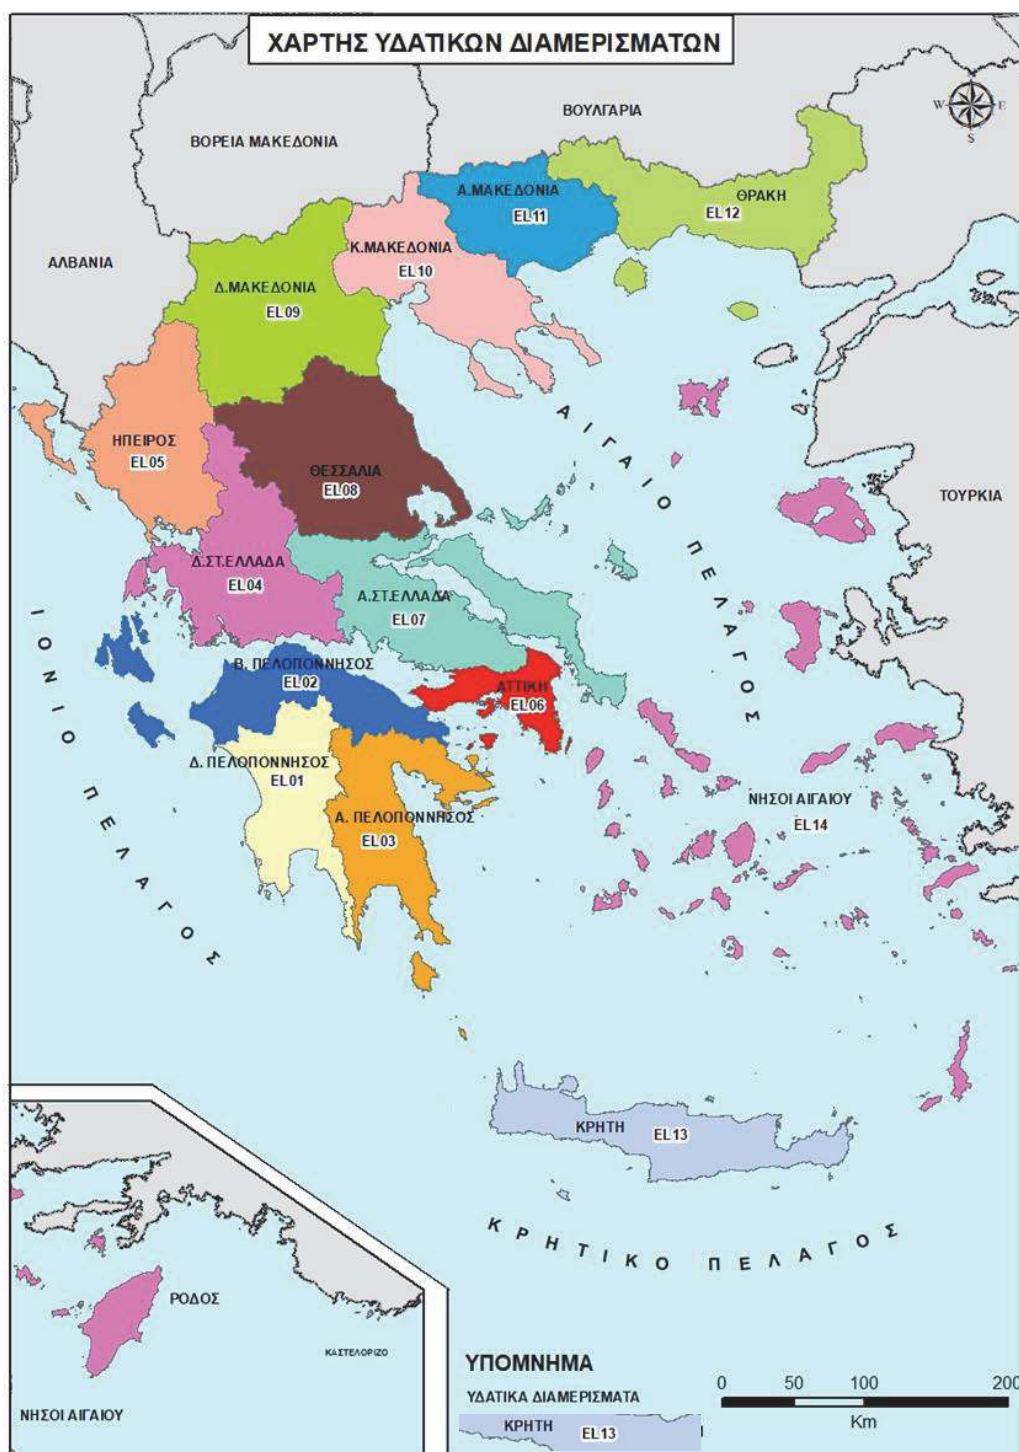 ΧΑΡΤΗΣ ΥΔΑΤΙΚΩΝ ΔΙΑΜΕΡΙΣΜΑΤΩΝ
N
W E
S
ΒΟΥΛΓΑΡΙΑ
ΒΟΡΕΙΑ ΜΑΚΕΔΟΝΙΑ
Α.ΜΑΚΕΔΟΝΙΑ
EL11
ΘΡΑΚΗ
EL12
Κ.ΜΑΚΕΔΟΝΙΑ
EL10
ΑΛΒΑΝΙΑ
Δ.ΜΑΚΕΔΟΝΙΑ
EL09
ΑΙΓΑΙΟ ΠΕΛΑΓΟΣ
ΗΠΕΙΡΟΣ
EL05
ΘΕΣΣΑΛΙΑ
EL08
ΤΟΥΡΚΙΑ
Δ.ΣΤ.ΕΛΛΑΔΑ
EL04
Α.ΣΤ.ΕΛΛΑΔΑ
EL07
ΙΟΝΙΟ ΠΕΛΑΓΟΣ
Β. ΠΕΛΟΠΟΝΝΗΣΟΣ
EL02
ΑΤΤΙΚΗ
EL06
Δ. ΠΕΛΟΠΟΝΝΗΣΟΣ
EL01
ΝΗΣΟΙ ΑΙΓΑΙΟΥ
EL14
Α. ΠΕΛΟΠΟΝΝΗΣΟΣ
EL03
ΚΡΗΤΗ EL13
ΚΡΗΤΙΚΟ ΠΕΛΑΓΟΣ
ΡΟΔΟΣ
ΚΑΣΤΕΛΟΡΙΖΟ
ΝΗΣΟΙ ΑΙΓΑΙΟΥ
ΥΠΟΜΝΗΜΑ
ΥΔΑΤΙΚΑ ΔΙΑΜΕΡΙΣΜΑΤΑ
ΚΡΗΤΗ EL13
0 50 100 200
Km